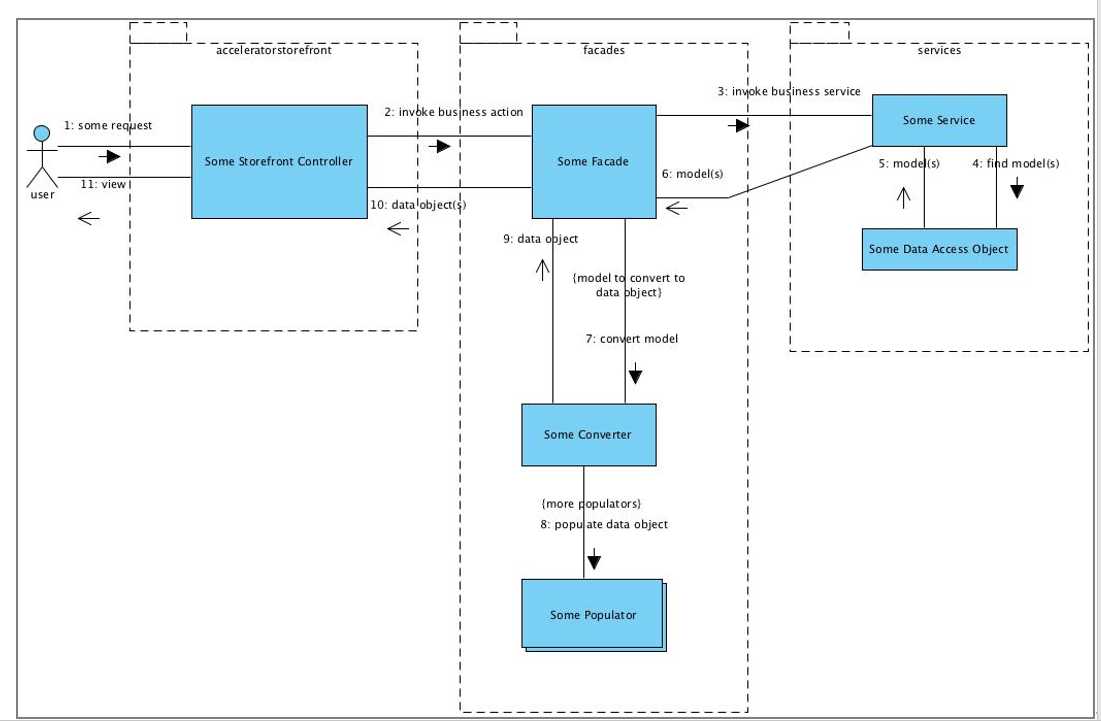 acceleratorstorefront
facades
services
1: some request
11: view
user
Some Storefront Controller
2: invoke business action
10: data object(s)
Some Facade
3: invoke business service
6: model(s)
Some Service
5: model(s)
4: find model(s)
Some Data Access Object
9: data object
{model to convert to
data object}
7: convert model
Some Converter
{more populators}
8: populate data object
Some Populator